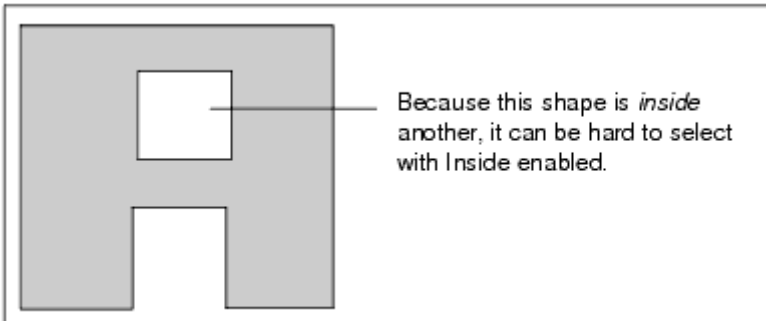 Because this shape is inside
another, it can be hard to select
with Inside enabled.